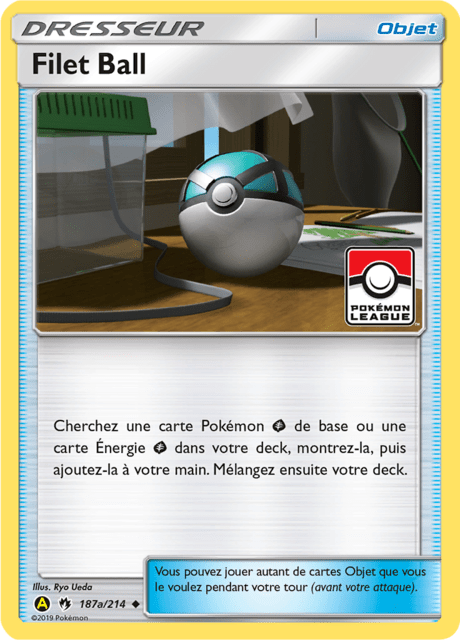 DRESSEUR
Objet
Filet Ball
POKÉMON
LEAGUE
Cherchez une carte Pokémon de base ou une
carte Énergie dans votre deck, montrez-la, puis
ajoutez-la à votre main. Mélangez ensuite votre deck.
Illus. Ryo Ueda
Vous pouvez jouer autant de cartes Objet que vous
le voulez pendant votre tour (avant votre attaque).
A 187a/214
©2019 Pokémon